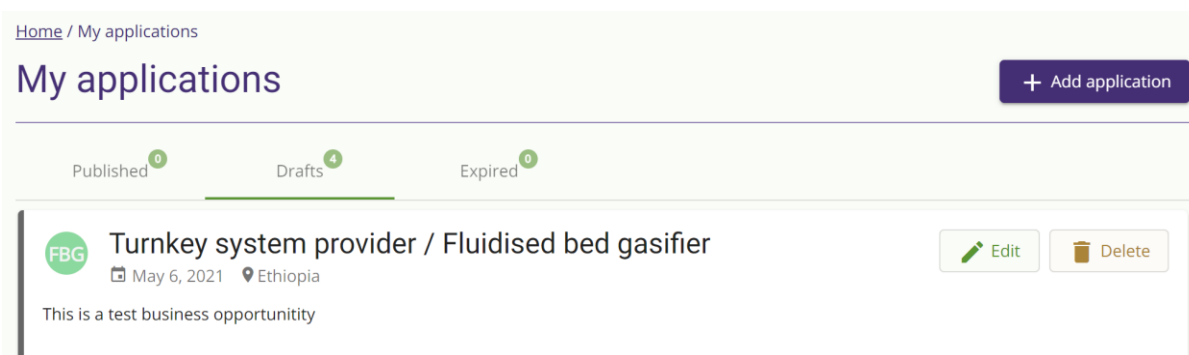 Home / My applications
My applications
+ Add application
Published 0 Drafts 4 Expired 0
FBG Turnkey system provider / Fluidised bed gasifier
May 6, 2021 Ethiopia
Edit Delete
This is a test business opportunitity